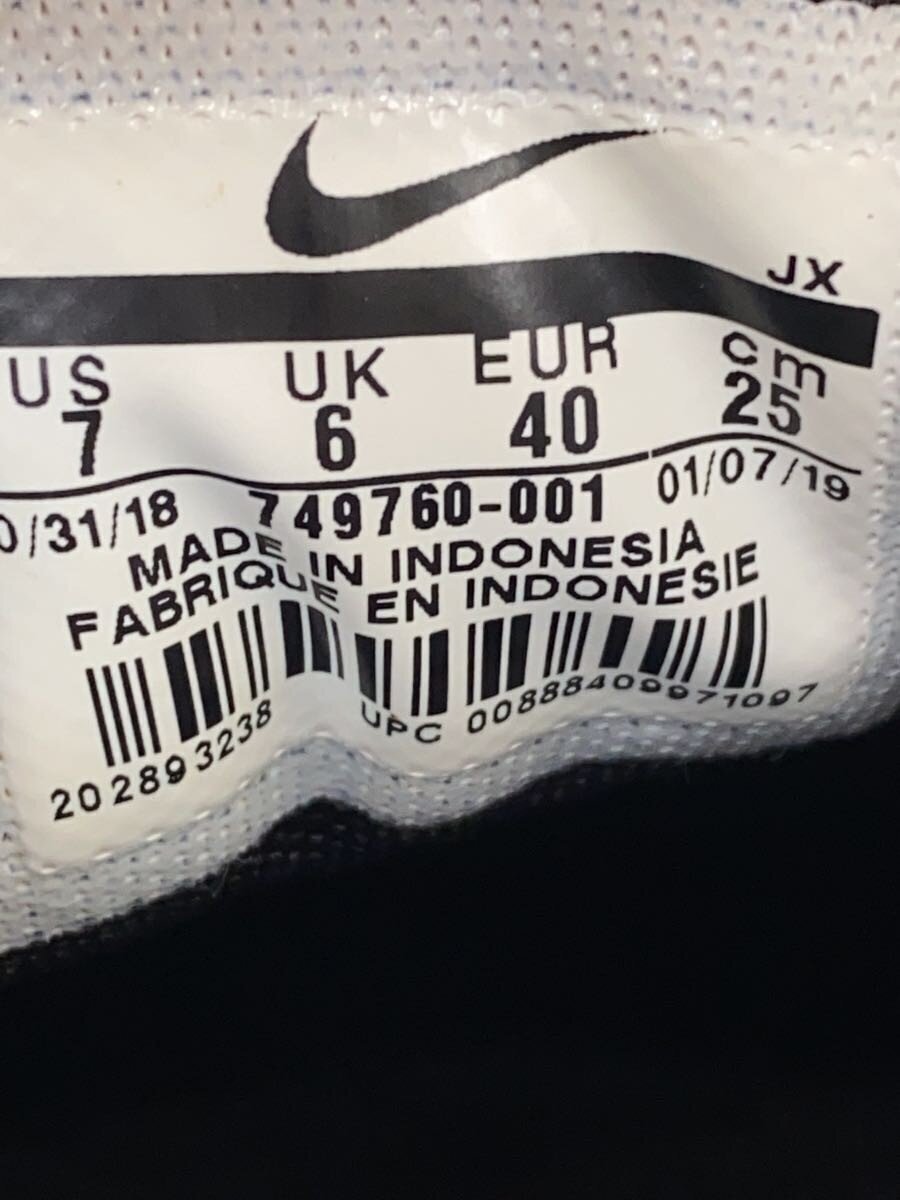 JX
US UK EUR cm
7 6 40 25
0/31/18 749760-001 01/07/19
MADE IN INDONESIA
FABRIQUE EN INDONESIE
202893238 UPC 00888409971097